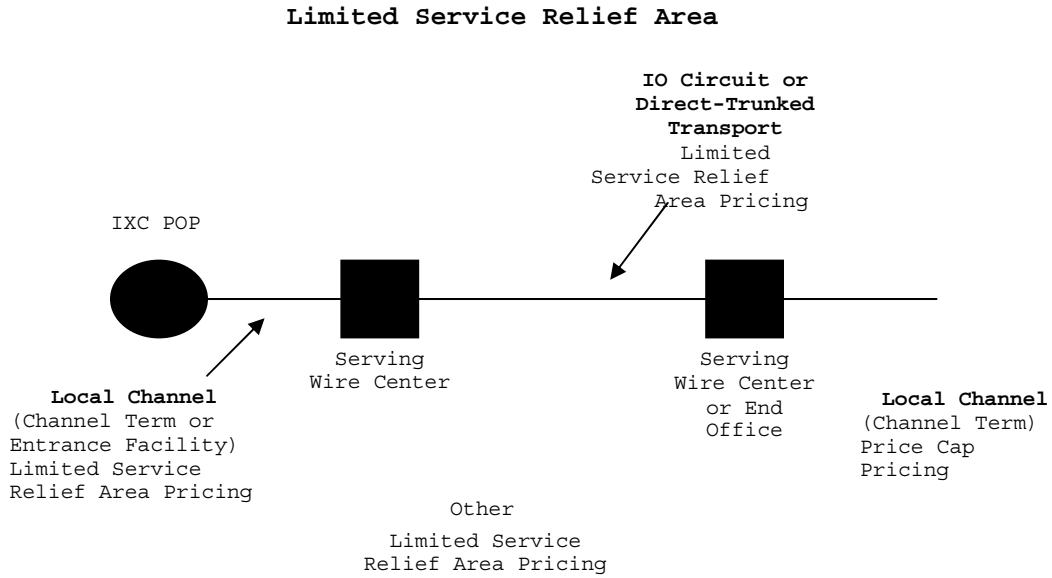 Limited Service Relief Area
IO Circuit or
Direct-Trunked
Transport
Limited
Service Relief
Area Pricing
IXC POP
Serving
Wire Center
Serving
Wire Center
or End
Office
Local Channel
(Channel Term or
Entrance Facility)
Limited Service
Relief Area Pricing
Local Channel
(Channel Term)
Price Cap
Pricing
Other
Limited Service
Relief Area Pricing